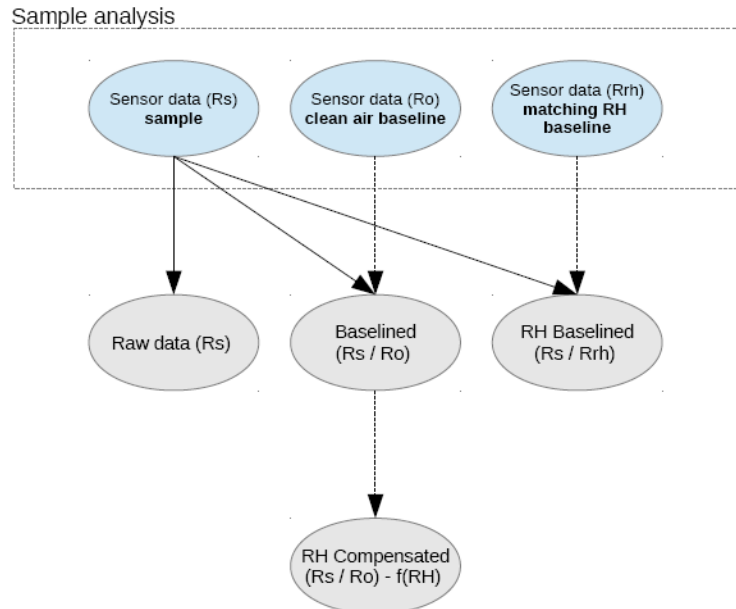 Sample analysis
Sensor data (Rs)
sample
Sensor data (Ro)
clean air baseline
Sensor data (Rrh)
matching RH
baseline
Raw data (Rs)
Baselined
(Rs / Ro)
RH Baselined
(Rs / Rrh)
RH Compensated
(Rs / Ro) - f(RH)